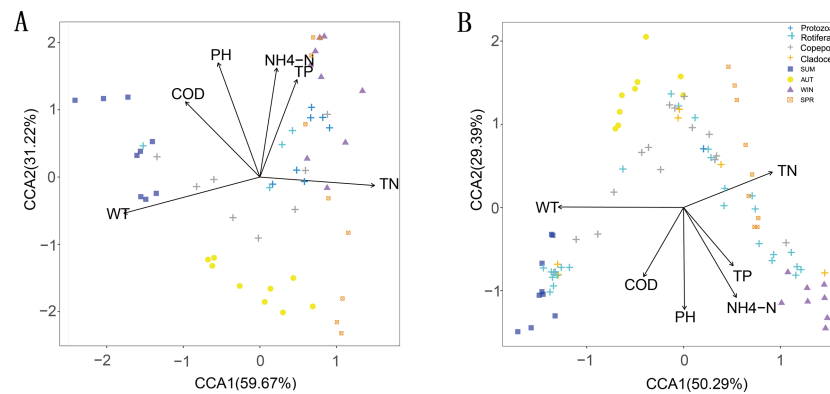 A
CCA2(31.22%)
2
1
0
−1
−2
PH
NH4−N
TP
COD
TN
WT
−2
−1
0
1
CCA1(59.67%)
B
CCA2(29.39%)
2
1
0
−1
Protozoa
Rotifera
Copepo
Cladoce
SUM
AUT
WIN
SPR
TN
WT
TP
COD
NH4−N
PH
−1
0
1
CCA1(50.29%)